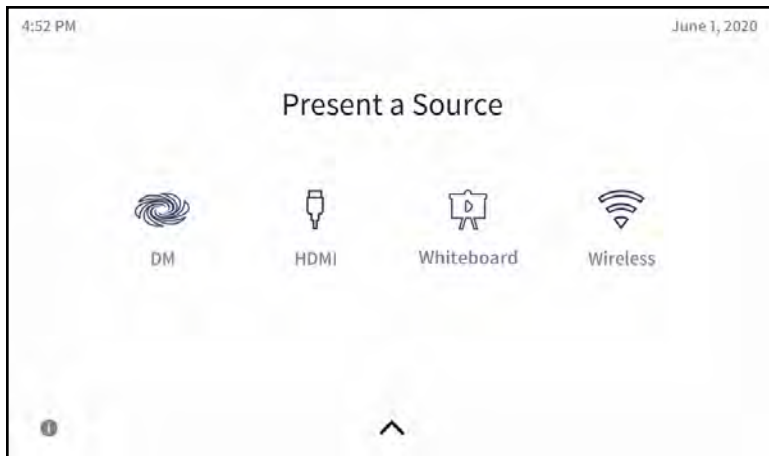 4:52 PM June 1, 2020
Present a Source
DM HDMI Whiteboard Wireless